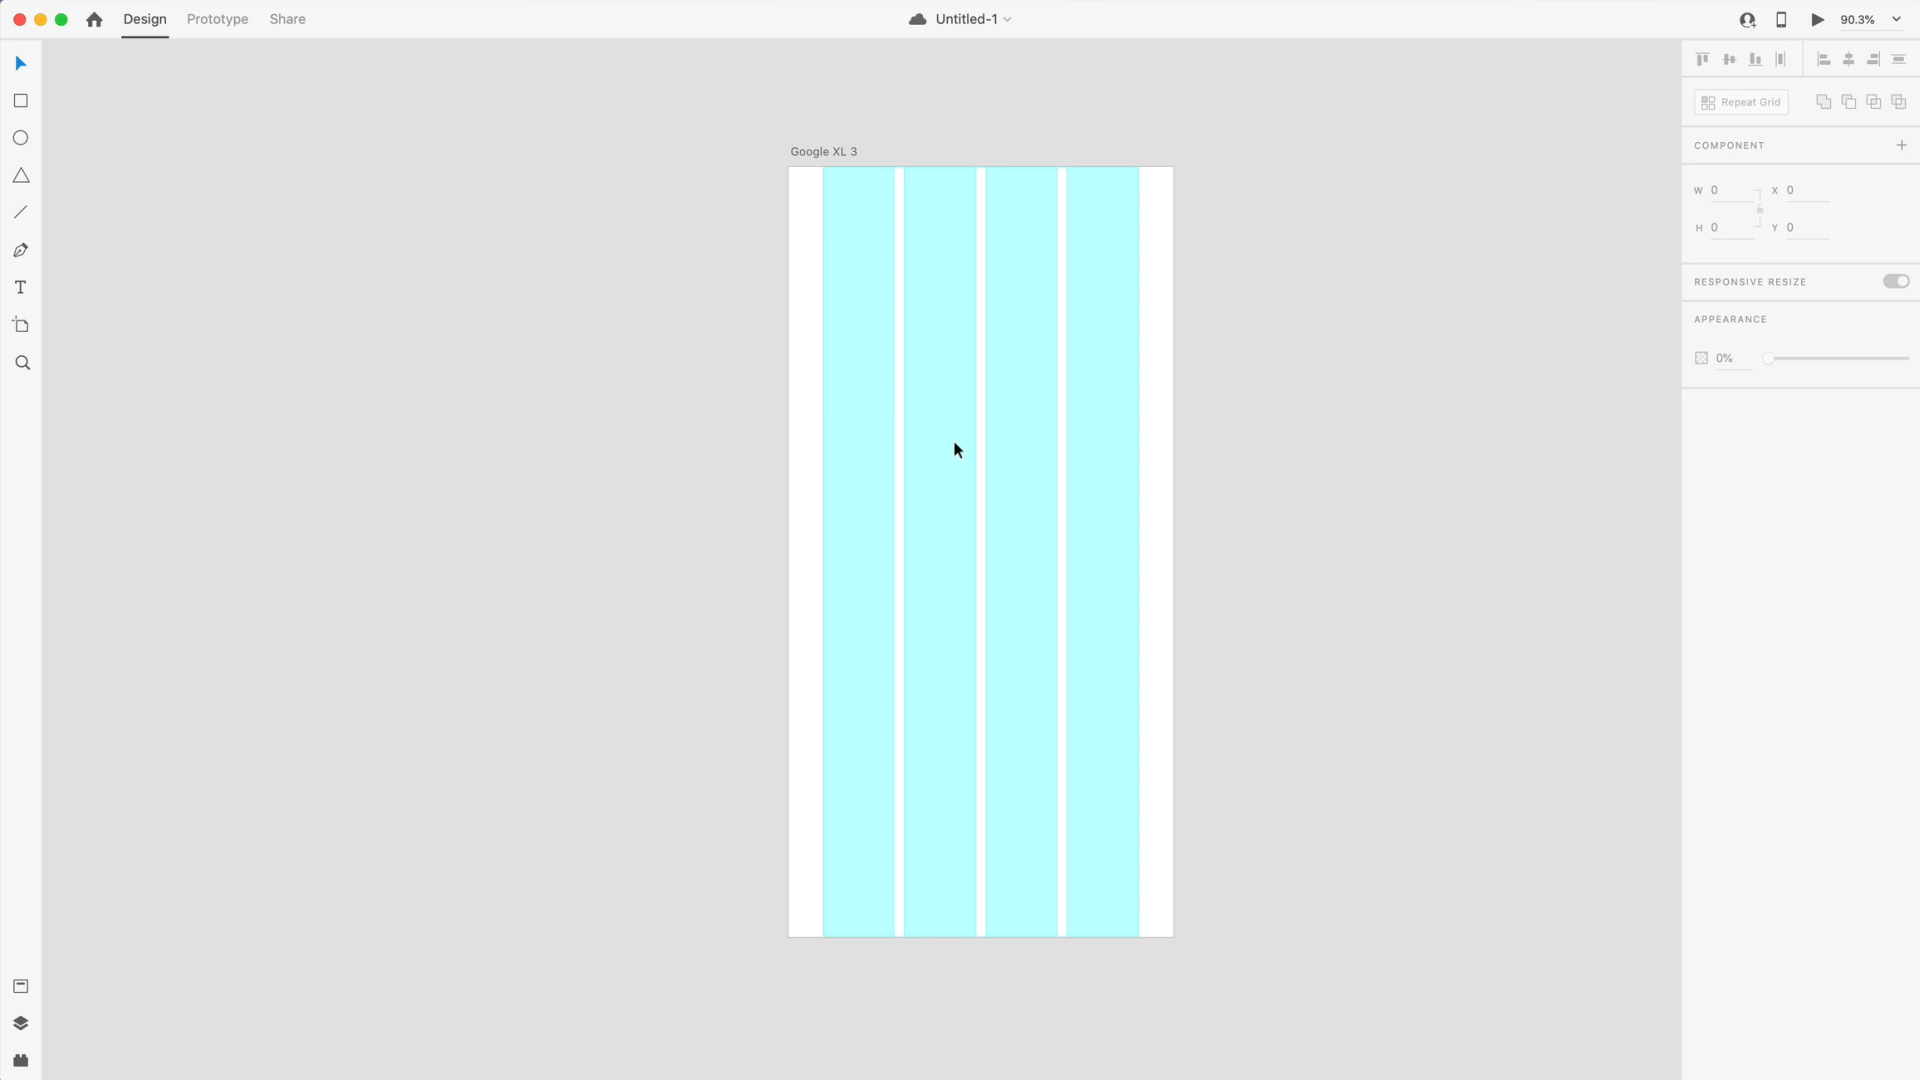 Design Prototype Share Untitled-1 90.3%
Google XL 3
Repeat Grid
COMPONENT
W 0 X 0
H 0 Y 0
RESPONSIVE RESIZE
APPEARANCE
0%